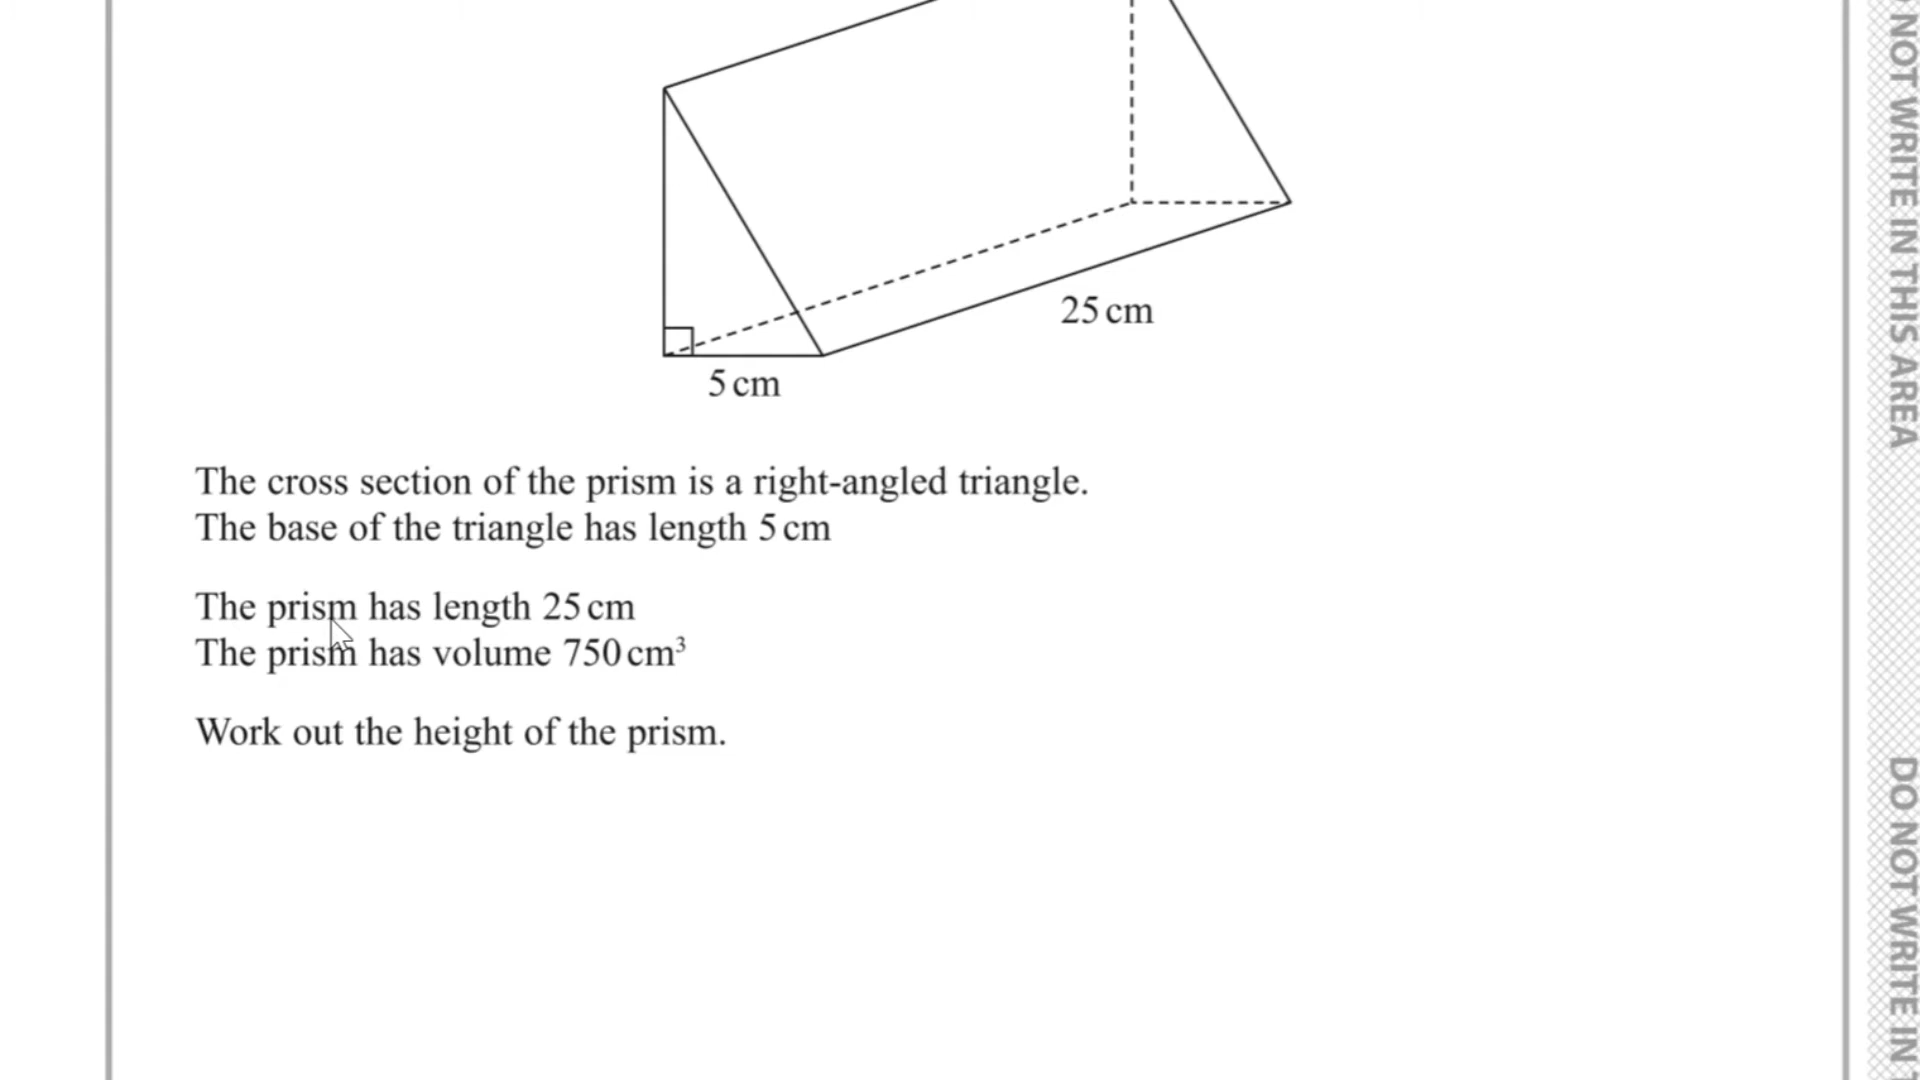 25 cm
5 cm
The cross section of the prism is a right-angled triangle.
The base of the triangle has length 5 cm
The prism has length 25 cm
The prism has volume 750 cm³
Work out the height of the prism.
NOT WRITE IN THIS AREA
DO NOT WRITE IN